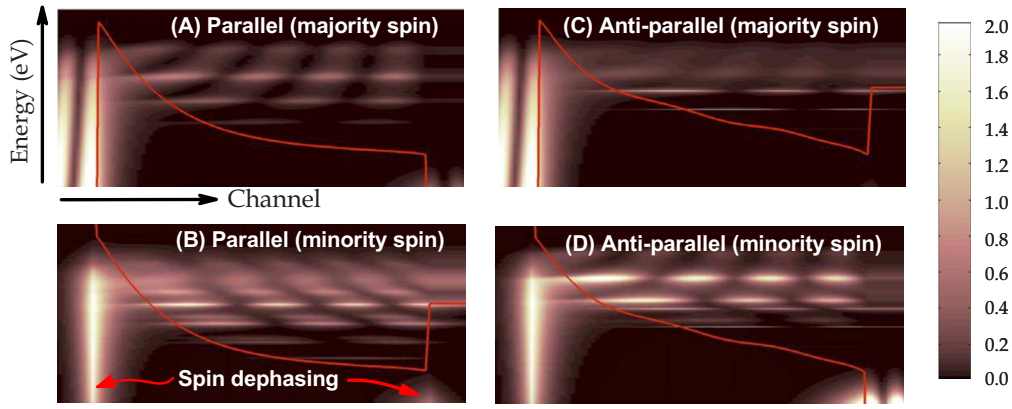 Energy (eV)
(A) Parallel (majority spin)
(C) Anti-parallel (majority spin)
Channel
(B) Parallel (minority spin)
(D) Anti-parallel (minority spin)
Spin dephasing
2.0
1.8
1.6
1.4
1.2
1.0
0.8
0.6
0.4
0.2
0.0